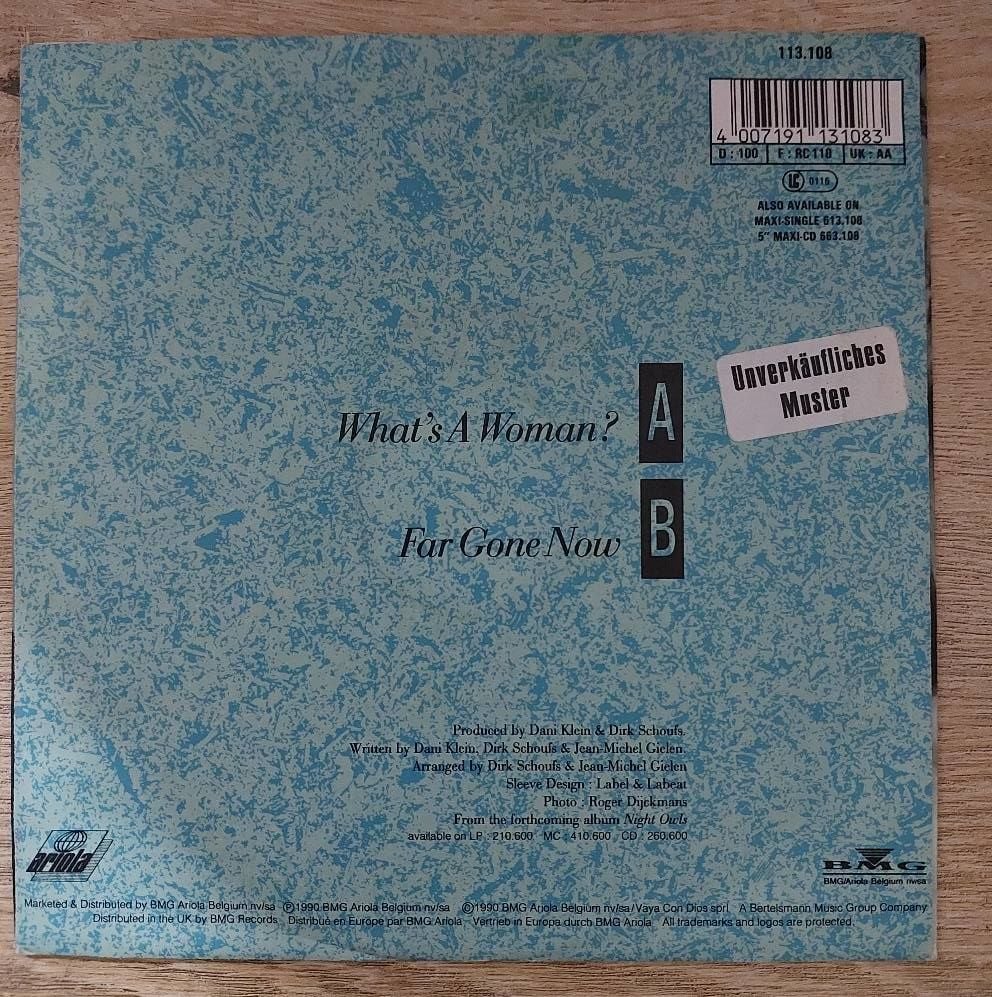 113.108
4 007191 131083
D : 100 F : RC 110 UK : AA
LC 0116
ALSO AVAILABLE ON
MAXI-SINGLE 613.108
5" MAXI-CD 663.108
Unverkäufliches
Muster
What's A Woman? A
Far Gone Now B
Produced by Dani Klein & Dirk Schoufs.
Written by Dani Klein, Dirk Schoufs & Jean-Michel Gielen.
Arranged by Dirk Schoufs & Jean-Michel Gielen
Sleeve Design : Label & Labeat
Photo : Roger Dijckmans
From the forthcoming album Night Owls
available on LP : 210.600 MC : 410.600 CD : 260.600
ariola
BMG
BMG/Ariola Belgium nv/sa
Marketed & Distributed by BMG Ariola Belgium nv/sa Ⓟ1990 BMG Ariola Belgium nv/sa ©1990 BMG Ariola Belgium nv/sa/Vaya Con Dios sprl. A Bertelsmann Music Group Company
Distributed in the UK by BMG Records Distribué en Europe par BMG Ariola Vertrieb in Europa durch BMG Ariola All trademarks and logos are protected.